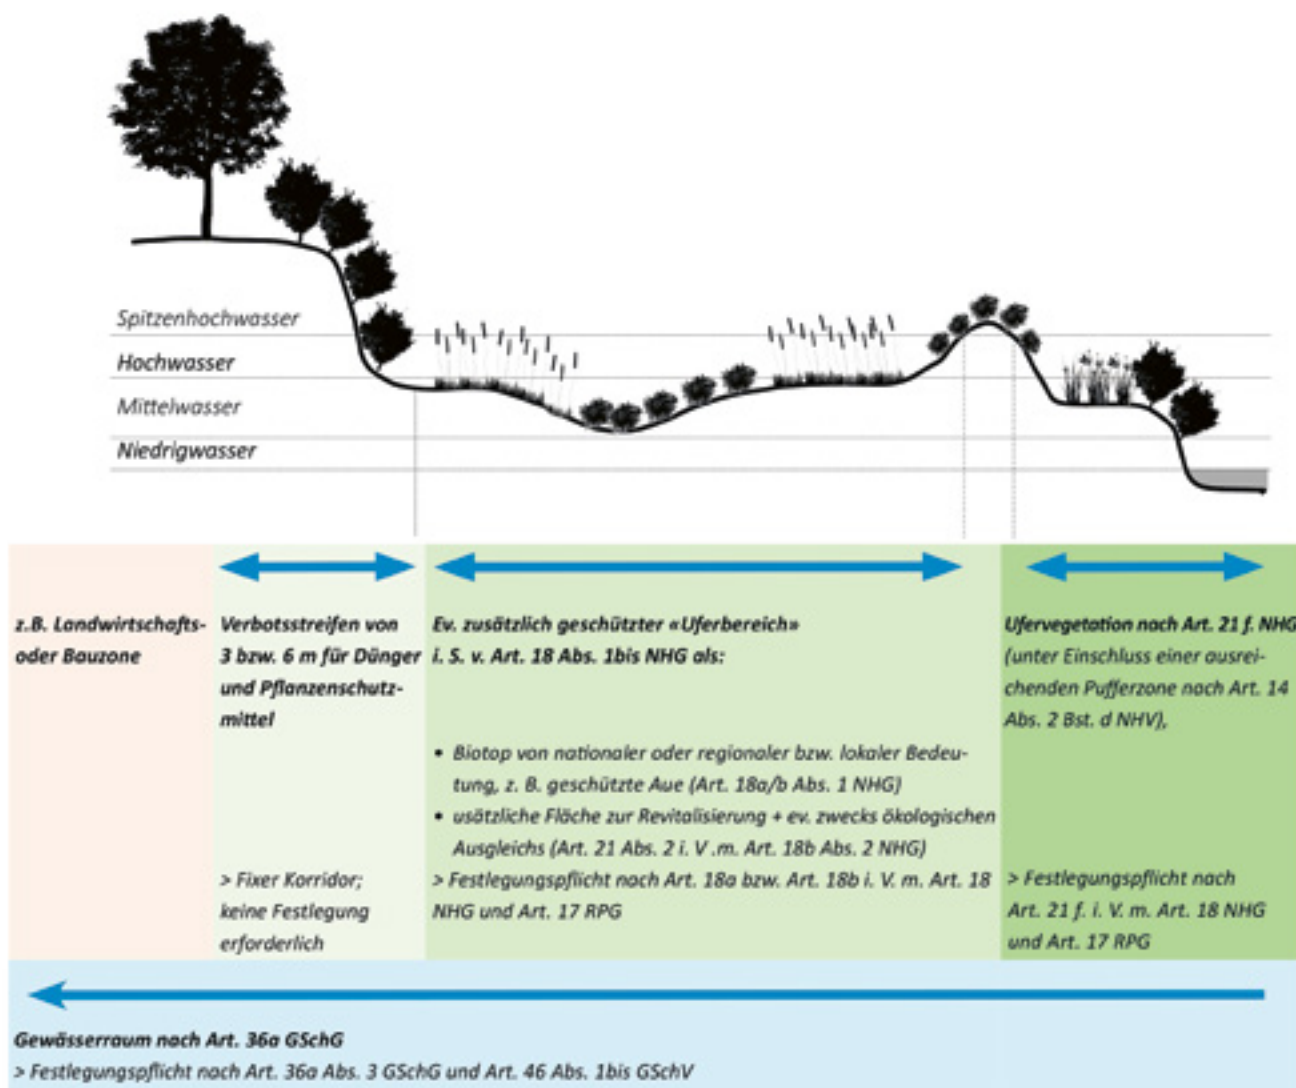 Spitzenhochwasser
Hochwasser
Mittelwasser
Niedrigwasser
z.B. Landwirtschafts-
oder Bauzone
Verbotsstreifen von
3 bzw. 6 m für Dünger
und Pflanzenschutz-
mittel
> Fixer Korridor;
keine Festlegung
erforderlich
Ev. zusätzlich geschützter «Uferbereich»
i. S. v. Art. 18 Abs. 1bis NHG als:
• Biotop von nationaler oder regionaler bzw. lokaler Bedeu-
tung, z. B. geschützte Aue (Art. 18a/b Abs. 1 NHG)
• usätzliche Fläche zur Revitalisierung + ev. zwecks ökologischen
Ausgleichs (Art. 21 Abs. 2 i. V .m. Art. 18b Abs. 2 NHG)
> Festlegungspflicht nach Art. 18a bzw. Art. 18b i. V. m. Art. 18
NHG und Art. 17 RPG
Ufervegetation nach Art. 21 f. NHG
(unter Einschluss einer ausrei-
chenden Pufferzone nach Art. 14
Abs. 2 Bst. d NHV),
> Festlegungspflicht nach
Art. 21 f. i. V. m. Art. 18 NHG
und Art. 17 RPG
Gewässerraum nach Art. 36a GSchG
> Festlegungspflicht nach Art. 36a Abs. 3 GSchG und Art. 46 Abs. 1bis GSchV